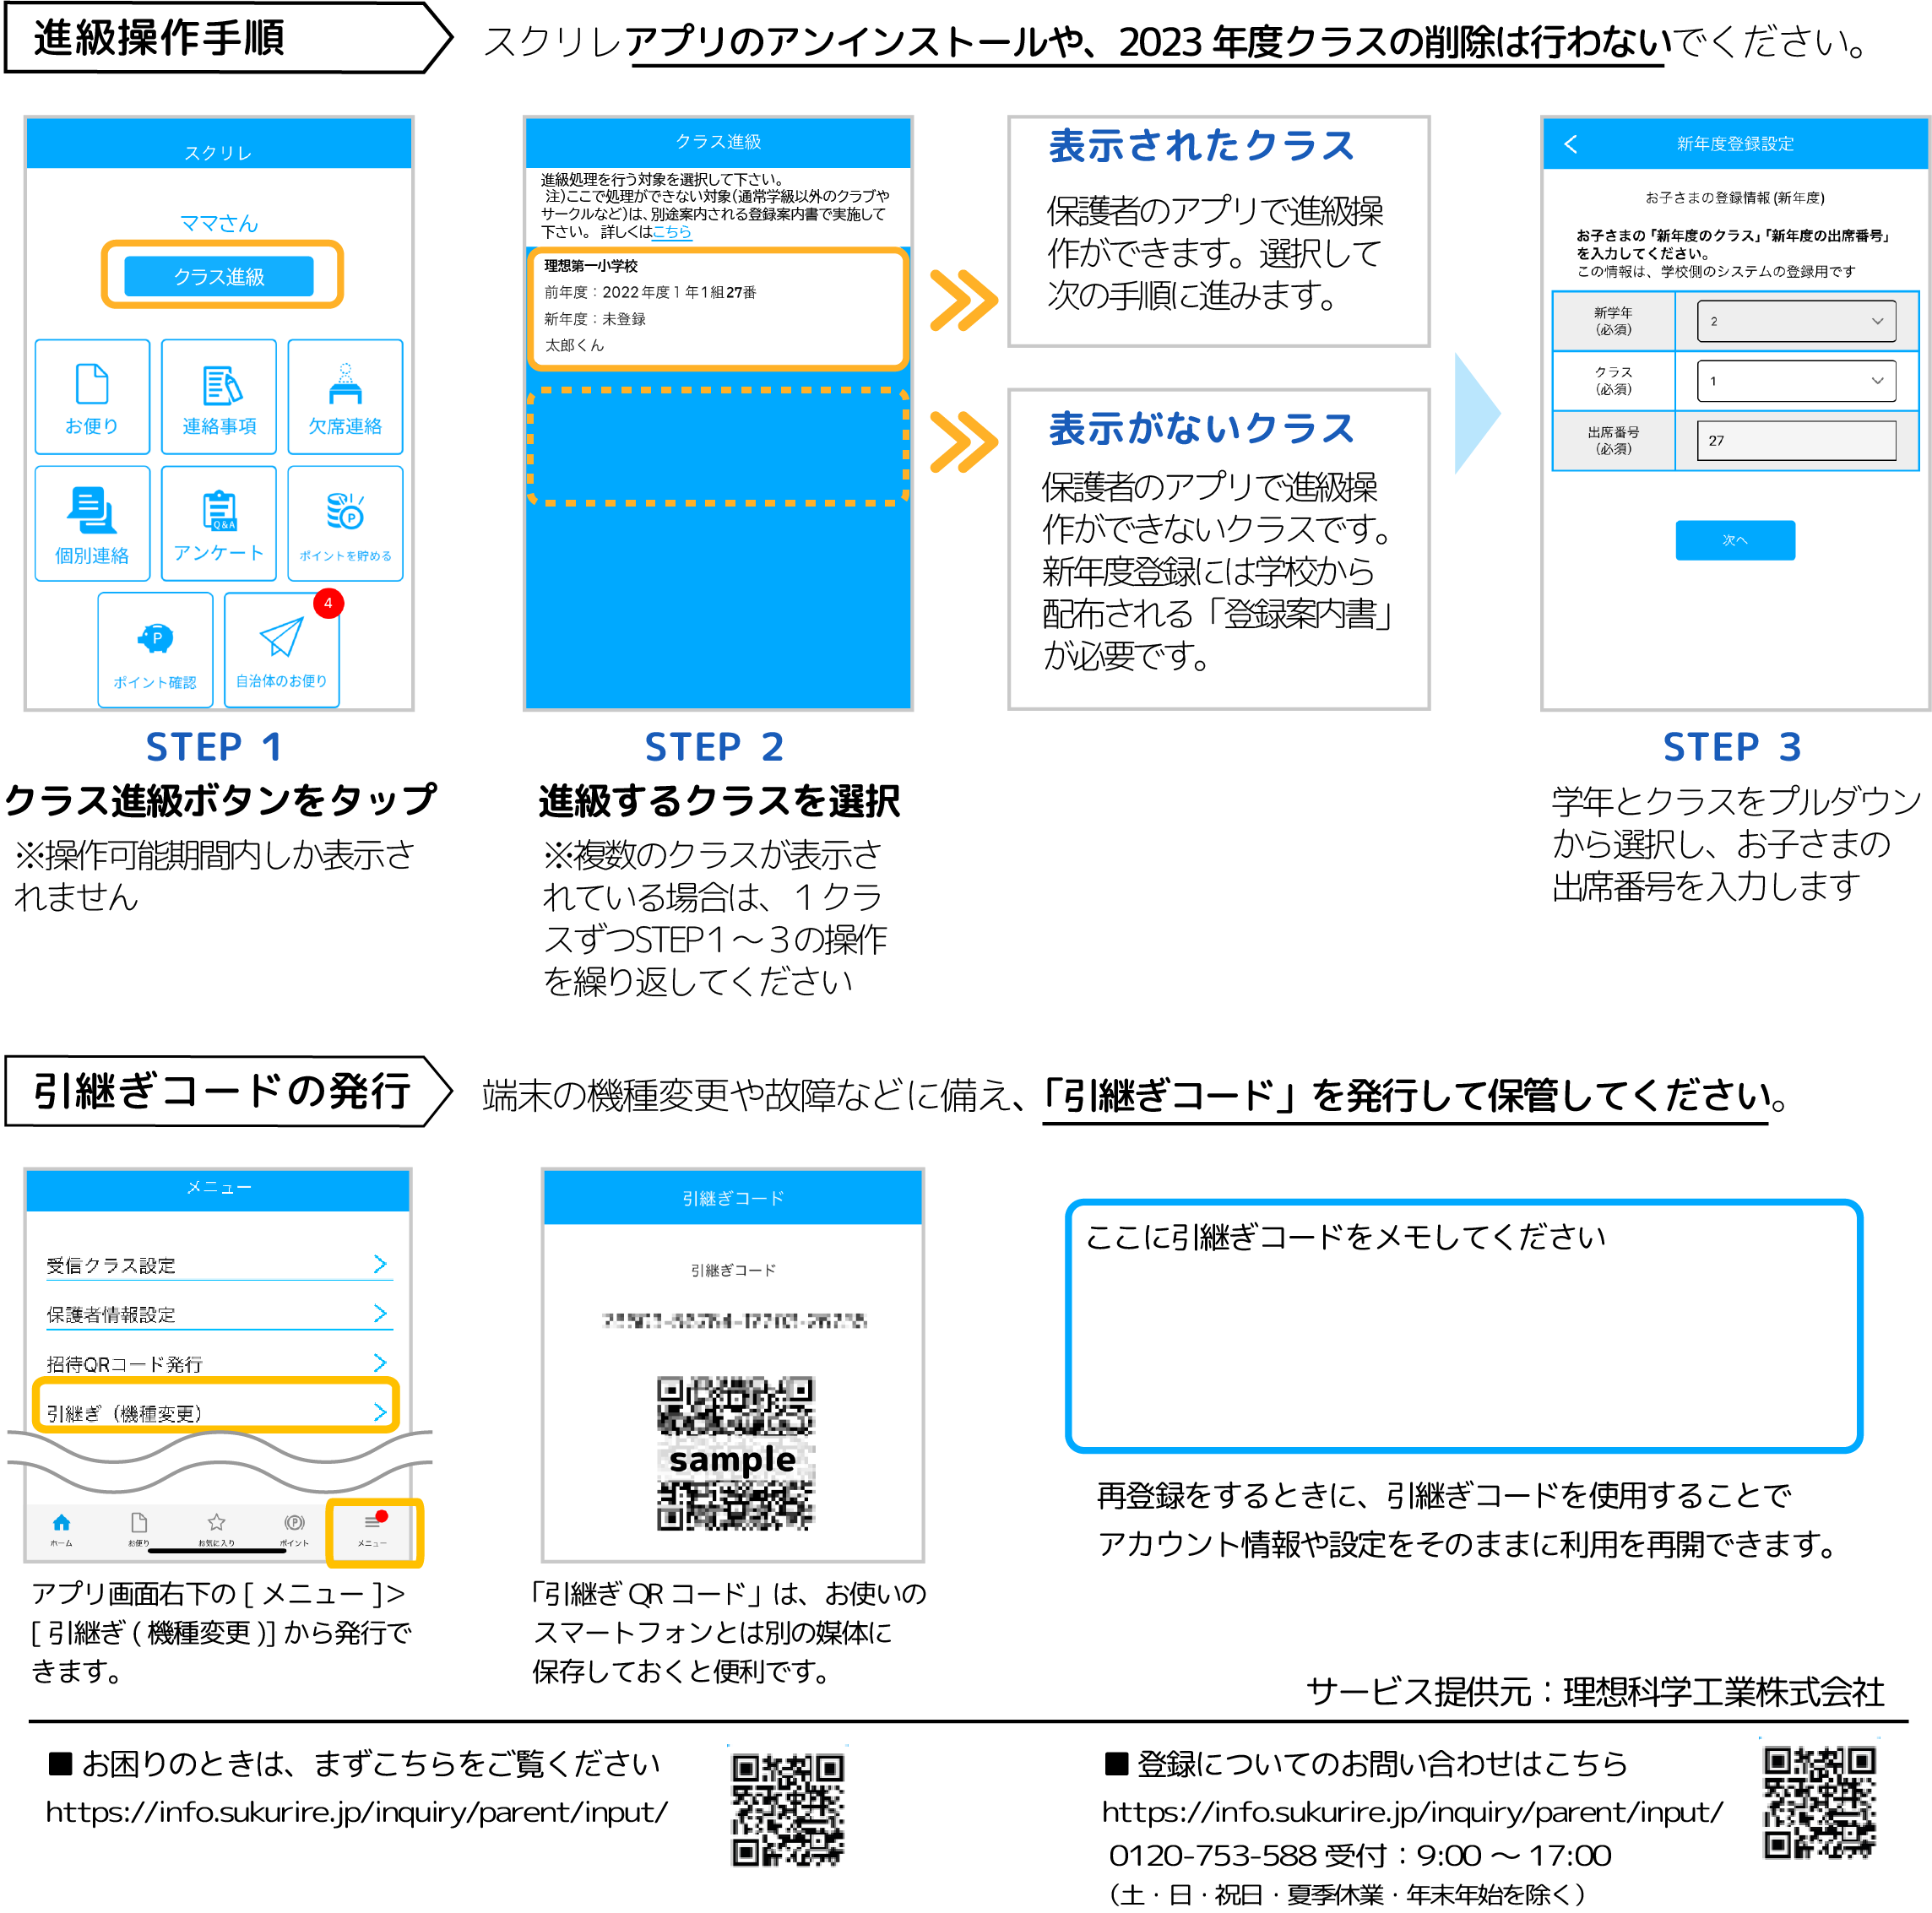 進級操作手順
スクリレアプリのアンインストールや、2023 年度クラスの削除は行わないでください。
スクリレ
ママさん
クラス進級
お便り
連絡事項
欠席連絡
個別連絡
Q&A
アンケート
P
ポイントを貯める
P
ポイント確認
4
自治体のお便り
STEP 1
クラス進級ボタンをタップ
※操作可能期間内しか表示さ
れません
クラス進級
進級処理を行う対象を選択して下さい。
注)ここで処理ができない対象(通常学級以外のクラブや
サークルなど)は、別途案内される登録案内書で実施して
下さい。 詳しくはこちら
理想第一小学校
前年度：2022年度1年1組27番
新年度：未登録
太郎くん
STEP 2
進級するクラスを選択
※複数のクラスが表示さ
れている場合は、１クラ
スずつSTEP１～３の操作
を繰り返してください
表示されたクラス
保護者のアプリで進級操
作ができます。選択して
次の手順に進みます。
表示がないクラス
保護者のアプリで進級操
作ができないクラスです。
新年度登録には学校から
配布される「登録案内書」
が必要です。
新年度登録設定
お子さまの登録情報 (新年度)
お子さまの「新年度のクラス」「新年度の出席番号」
を入力してください。
この情報は、学校側のシステムの登録用です
新学年
(必須)
2
クラス
(必須)
1
出席番号
(必須)
27
次へ
STEP 3
学年とクラスをプルダウン
から選択し、お子さまの
出席番号を入力します
引継ぎコードの発行
端末の機種変更や故障などに備え、「引継ぎコード」を発行して保管してください。
メニュー
受信クラス設定
保護者情報設定
招待QRコード発行
引継ぎ（機種変更）
ホーム
お便り
お気に入り
P
ポイント
メニュー
アプリ画面右下の [ メニュー ]>
[ 引継ぎ ( 機種変更 )] から発行で
きます。
引継ぎコード
引継ぎコード
sample
「引継ぎ QR コード」は、お使いの
スマートフォンとは別の媒体に
保存しておくと便利です。
ここに引継ぎコードをメモしてください
再登録をするときに、引継ぎコードを使用することで
アカウント情報や設定をそのままに利用を再開できます。
サービス提供元：理想科学工業株式会社
■ お困りのときは、まずこちらをご覧ください
https://info.sukurire.jp/inquiry/parent/input/
■ 登録についてのお問い合わせはこちら
https://info.sukurire.jp/inquiry/parent/input/
0120-753-588 受付：9:00 ～ 17:00
（土・日・祝日・夏季休業・年末年始を除く）